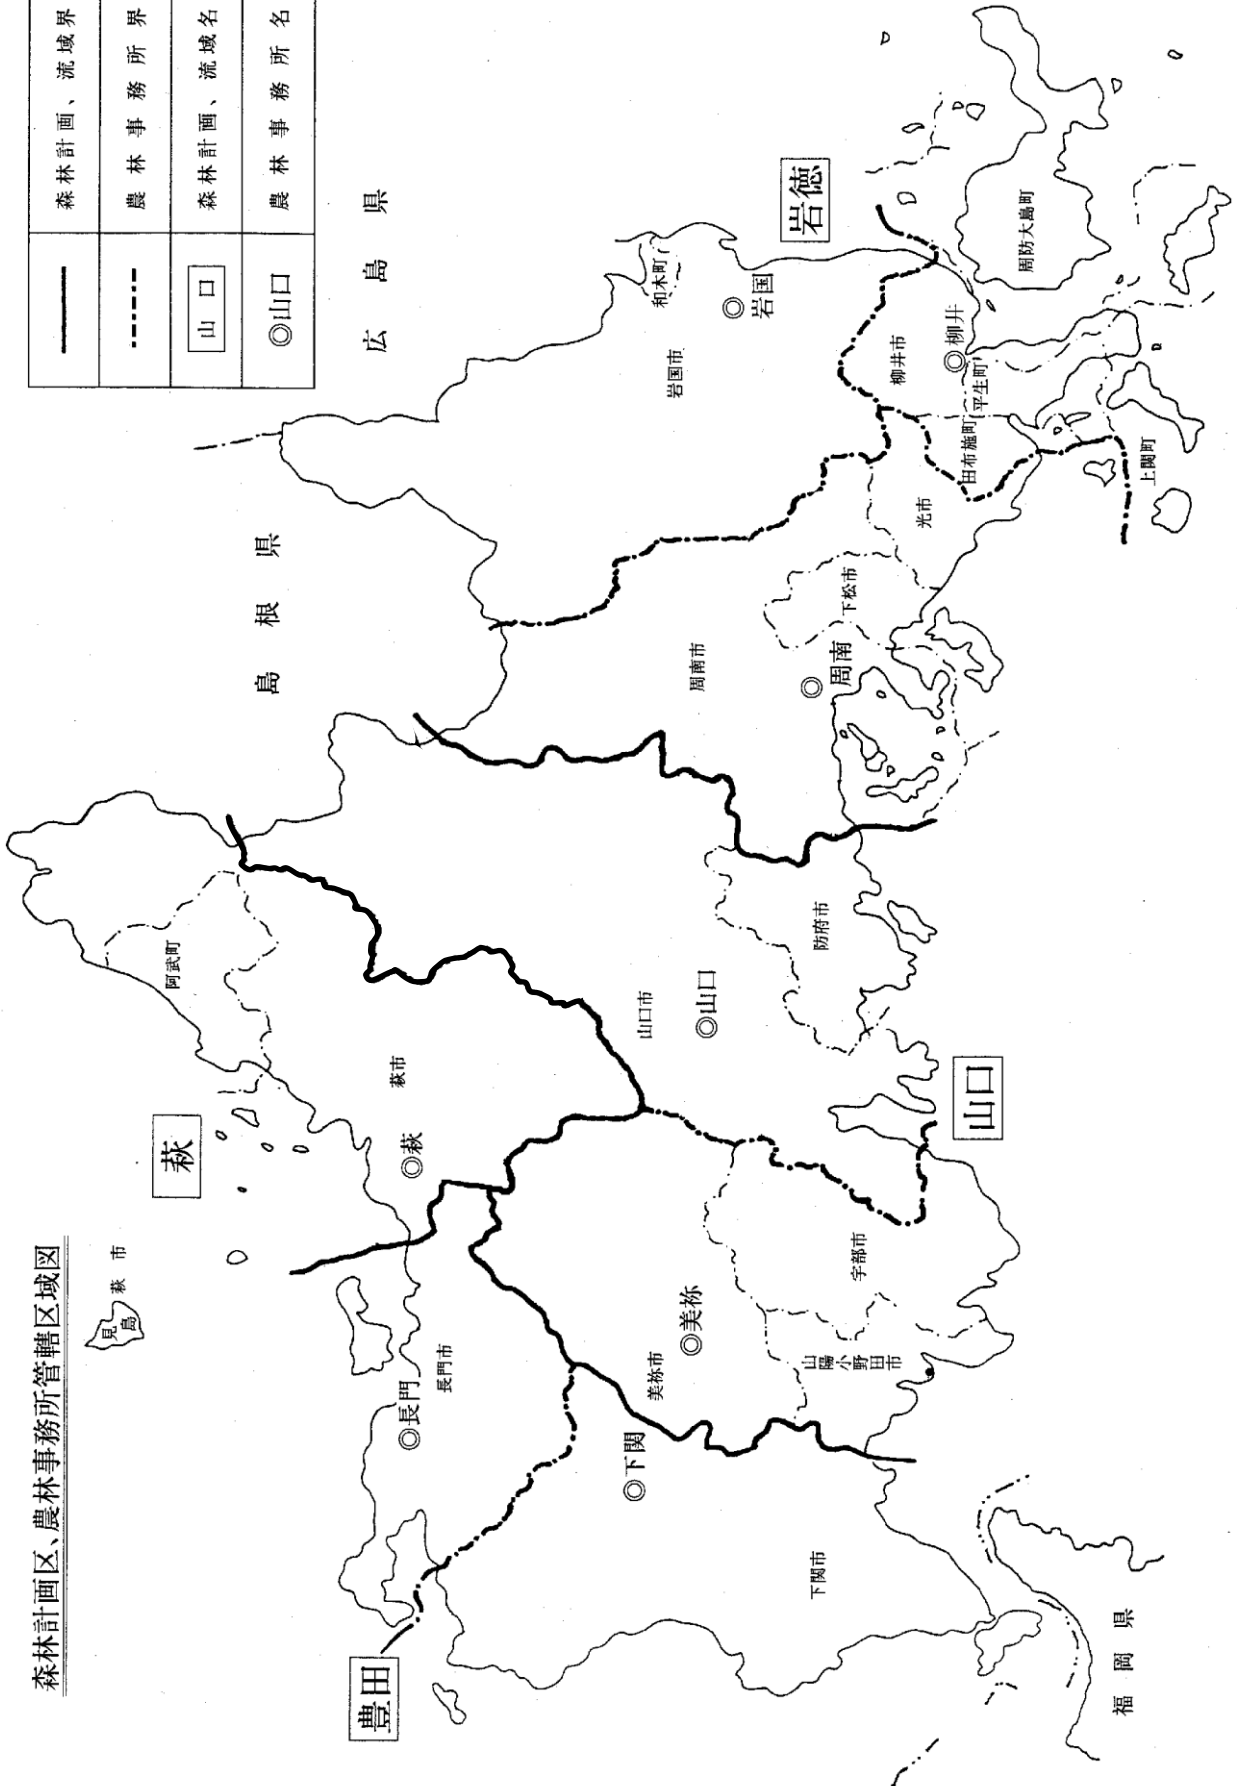 森林計画区、農林事務所管轄区域図
森林計画、流域界
農林事務所界
山口
森林計画、流域名
◎山口
農林事務所名
見島
萩市
島根県
広島県
福岡県
萩
豊田
山口
岩徳
阿武町
萩市
◎萩
長門市
◎長門
◎下関
下関市
美祢市
◎美祢
山陽小野田市
宇部市
山口市
◎山口
防府市
周南市
◎周南
下松市
光市
岩国市
◎岩国
和木町
柳井市
◎柳井
田布施町
平生町
上関町
周防大島町